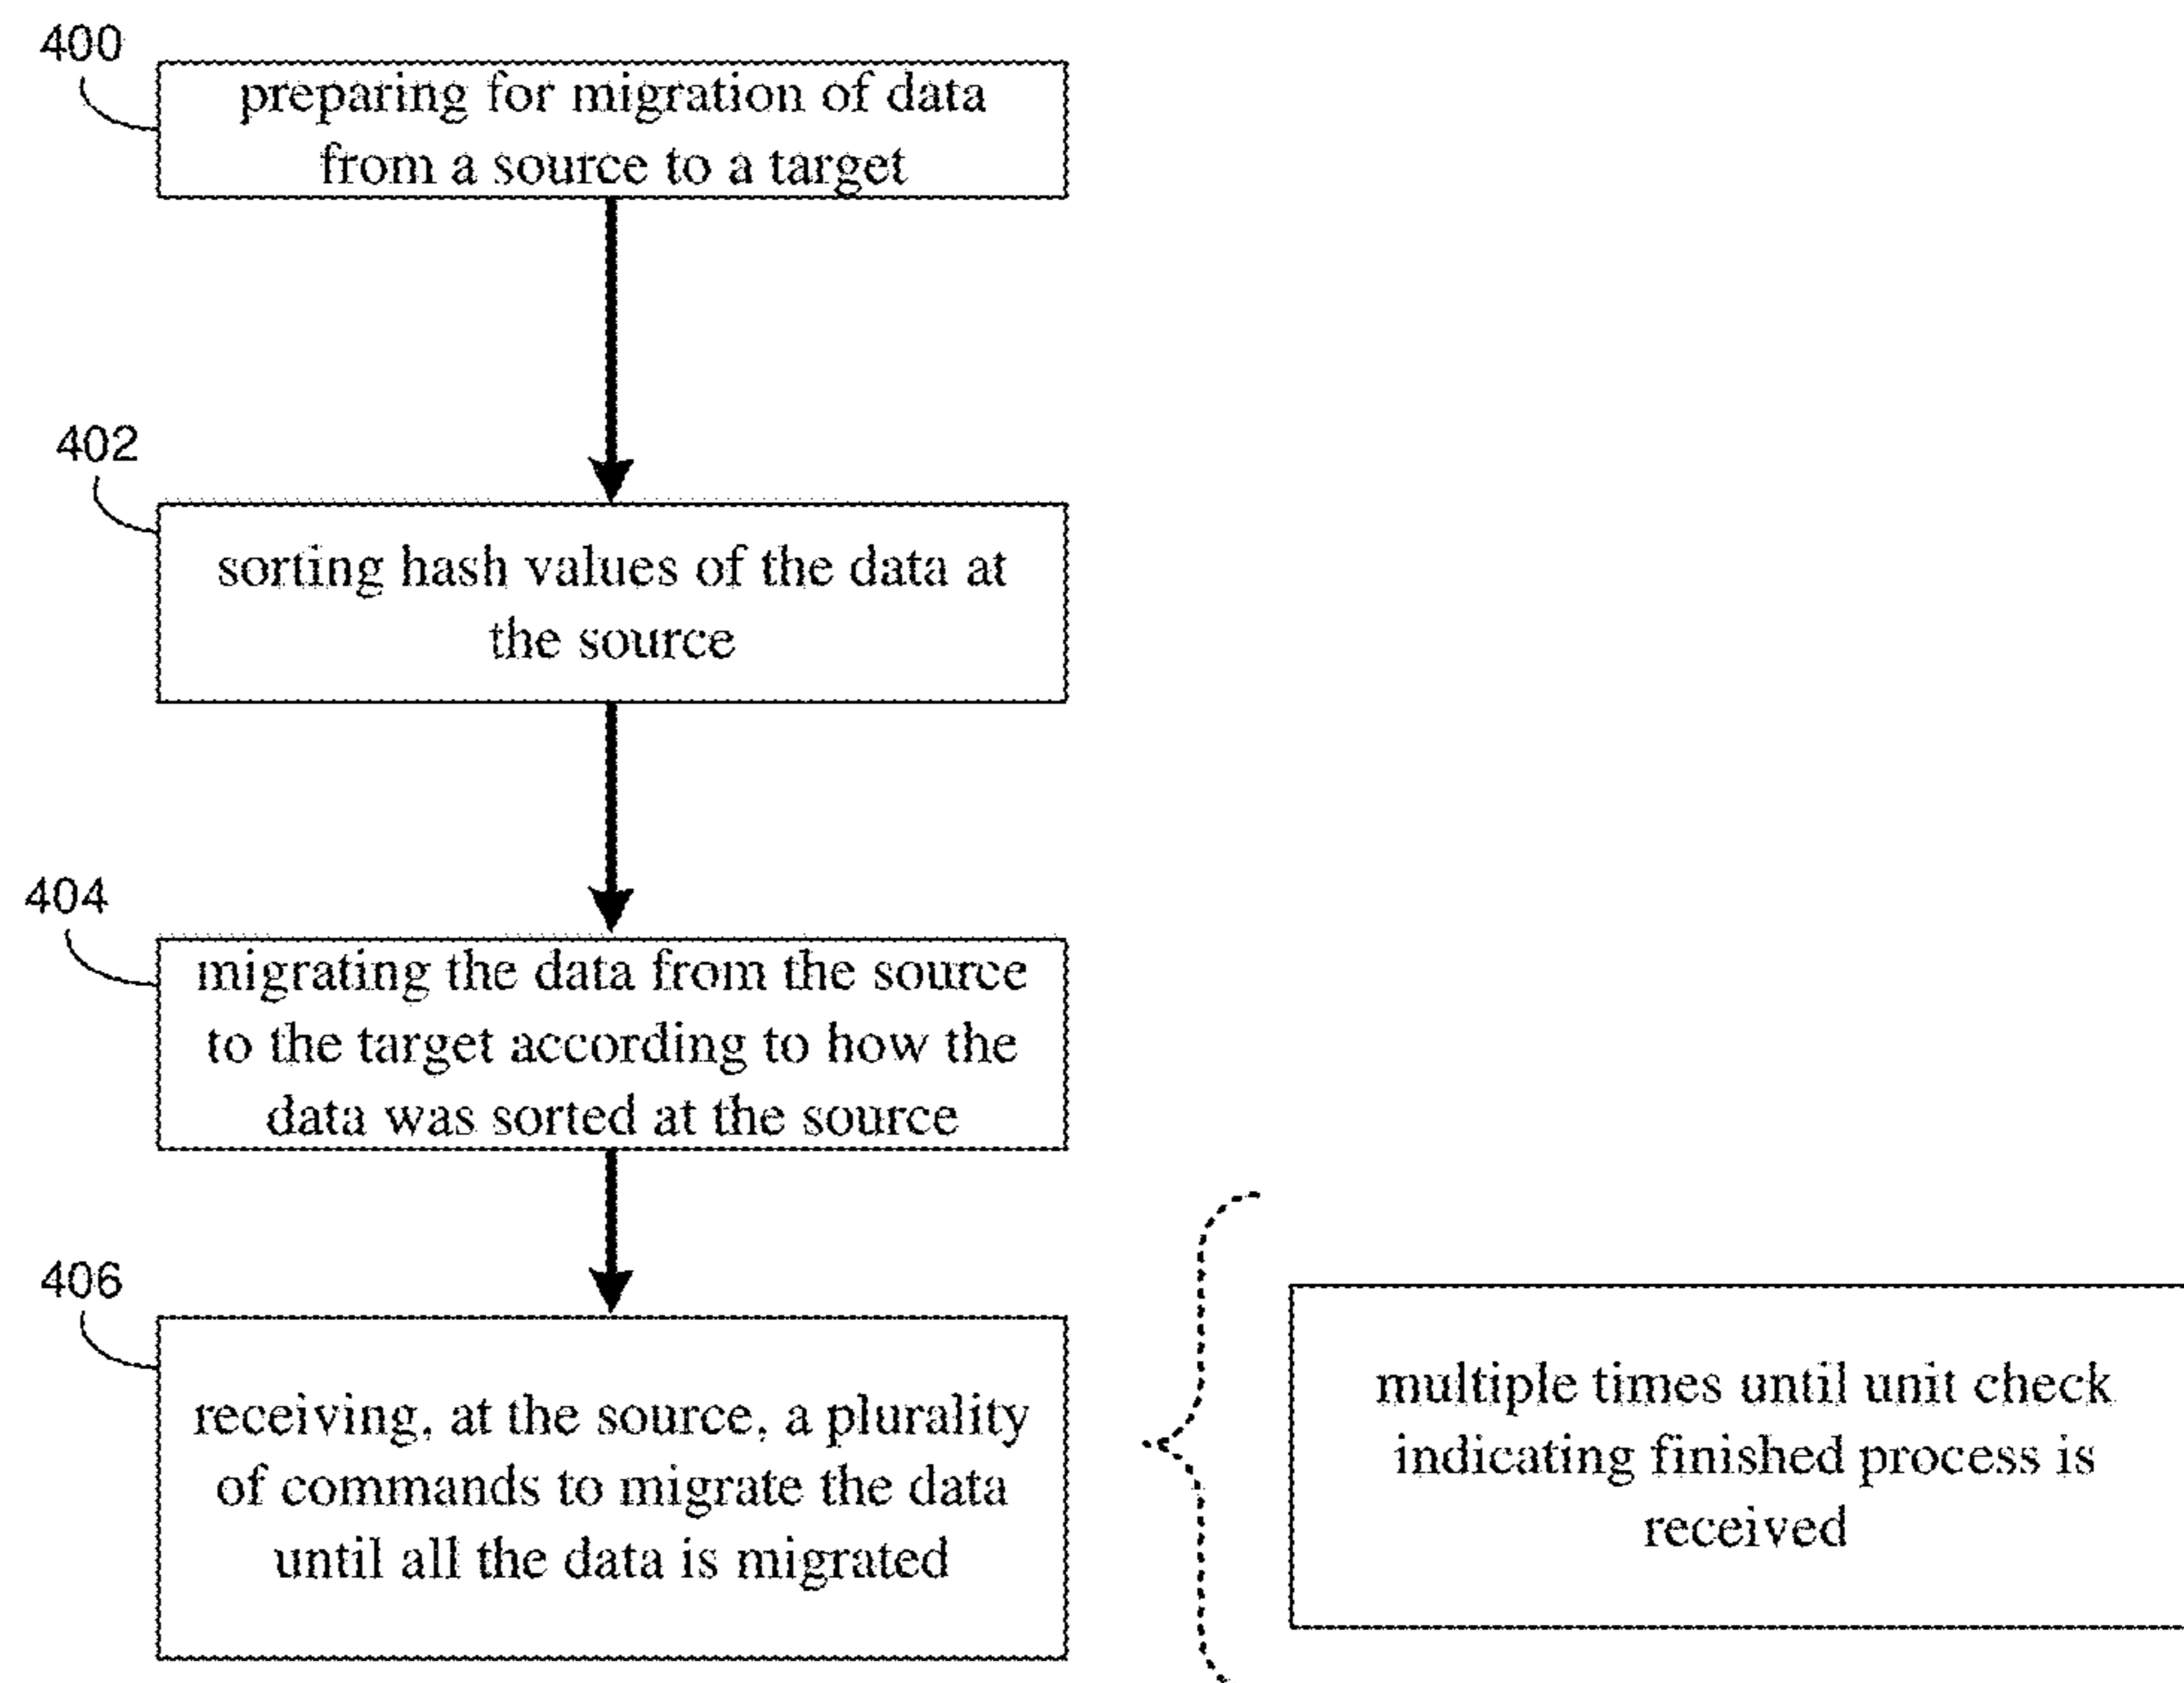 400
preparing for migration of data
from a source to a target
402
sorting hash values of the data at
the source
404
migrating the data from the source
to the target according to how the
data was sorted at the source
406
receiving, at the source, a plurality
of commands to migrate the data
until all the data is migrated
multiple times until unit check
indicating finished process is
received